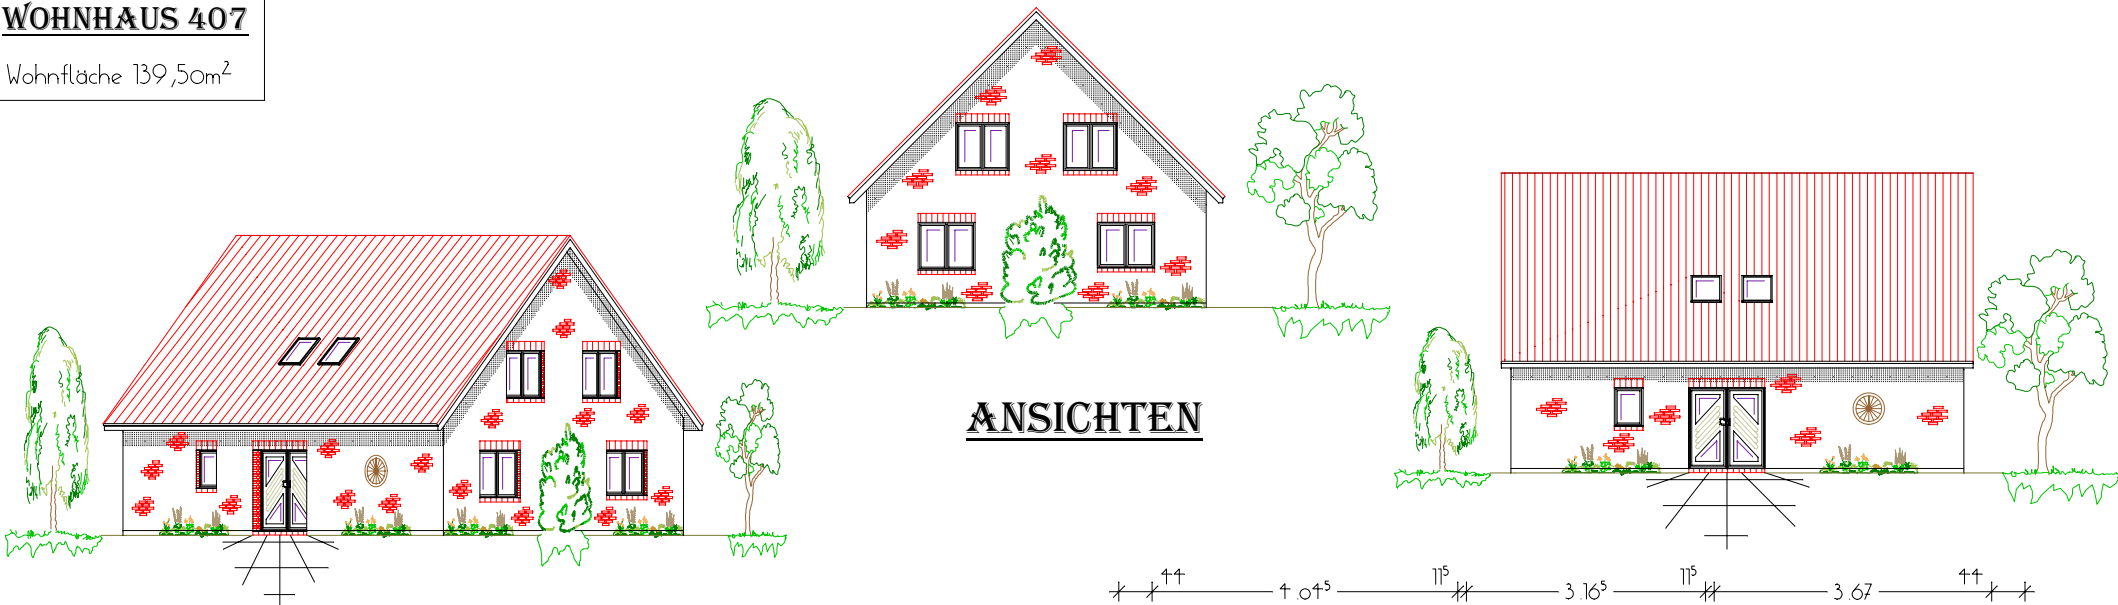 WOHNHAUS 407
Wohnfläche 139,50m²
ANSICHTEN
44 4.04⁵ 11⁵ 3.16⁵ 11⁵ 3.67 44